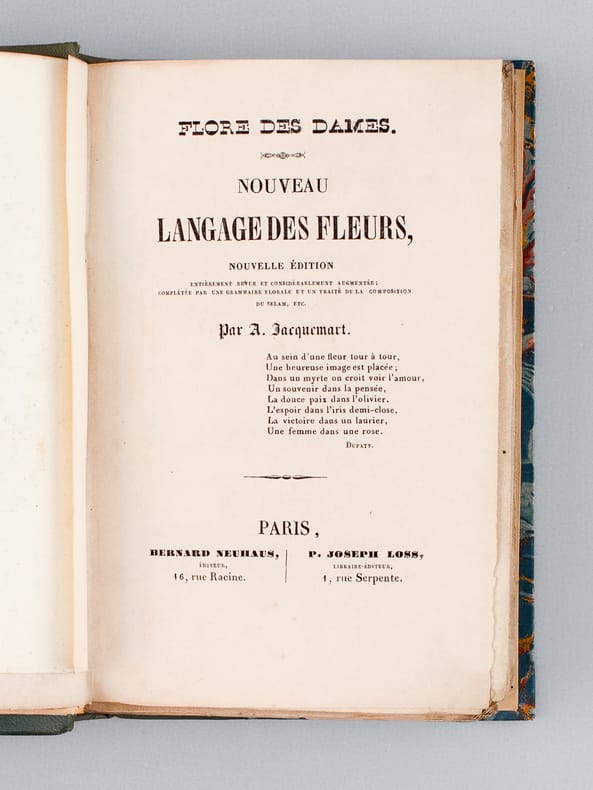 FLORE DES DAMES.
NOUVEAU
LANGAGE DES FLEURS,
NOUVELLE ÉDITION
ENTIÈREMENT REVUE ET CONSIDÉRABLEMENT AUGMENTÉE;
COMPLÉTÉE PAR UNE GRAMMAIRE FLORALE ET UN TRAITÉ DE LA COMPOSITION
DU SELAM, ETC.
Par A. Jacquemart.
Au sein d'une fleur tour à tour,
Une heureuse image est placée;
Dans un myrte on croit voir l'amour,
Un souvenir dans la pensée,
La douce paix dans l'olivier.
L'espoir dans l'iris demi-close,
La victoire dans un laurier,
Une femme dans une rose.
DUPATY.
PARIS,
BERNARD NEUHAUS,
ÉDITEUR,
16, rue Racine.
P. JOSEPH LOSS,
LIBRAIRE-ÉDITEUR,
1, rue Serpente.